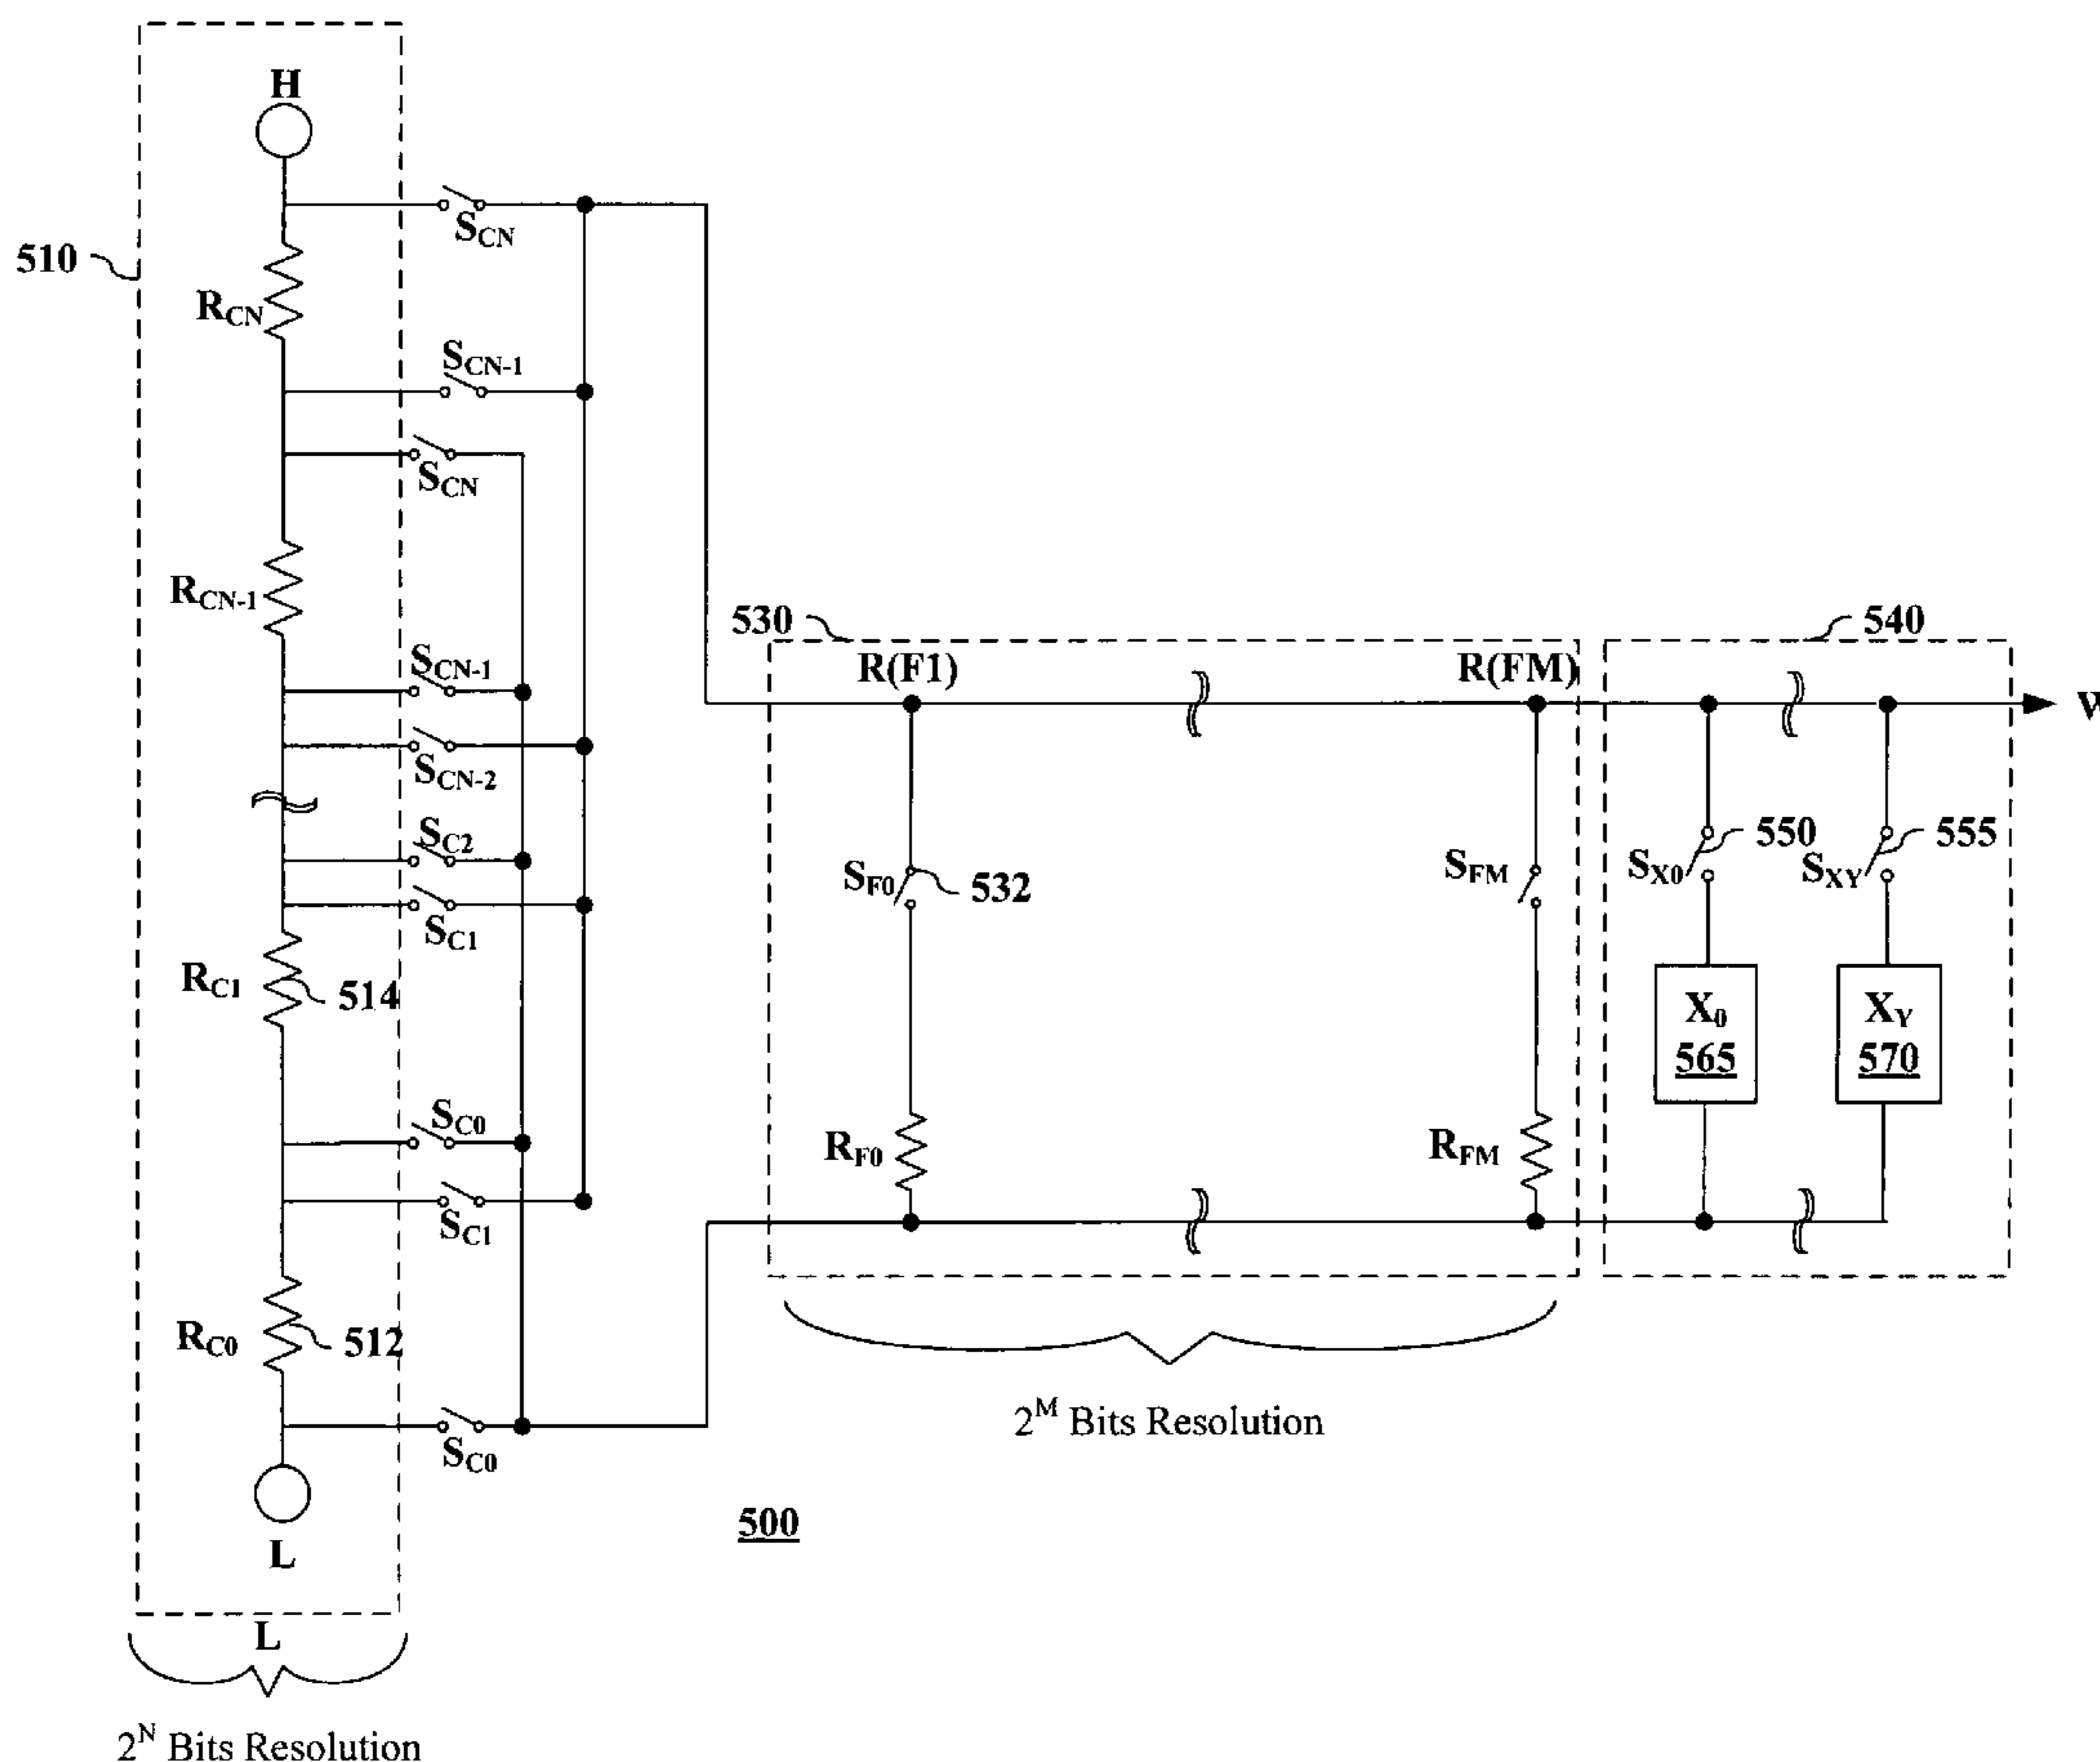 H
S_CN
510
R_CN
S_CN-1
S_CN
R_CN-1
530
540
S_CN-1
R(F1)
R(FM)
W
S_CN-2
S_C2
S_F0
532
S_FM
S_X0
550
S_XY
555
S_C1
R_C1
514
X_0
565
X_Y
570
S_C0
R_F0
R_FM
S_C1
R_C0
512
2^M Bits Resolution
S_C0
500
L
L
2^N Bits Resolution